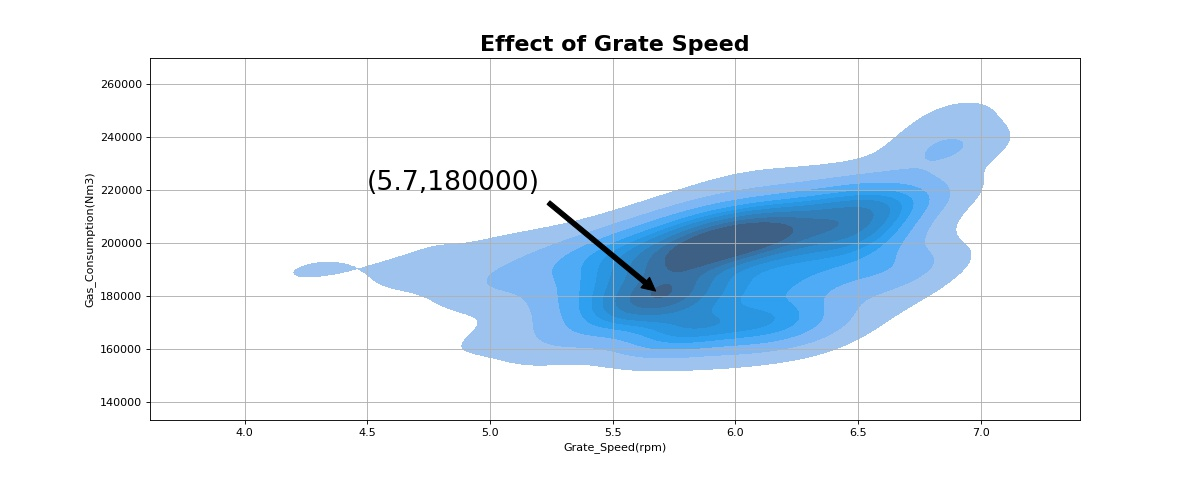 Effect of Grate Speed
260000
240000
220000
200000
180000
160000
140000
Gas_Consumption(Nm3)
(5.7,180000)
4.0 4.5 5.0 5.5 6.0 6.5 7.0
Grate_Speed(rpm)